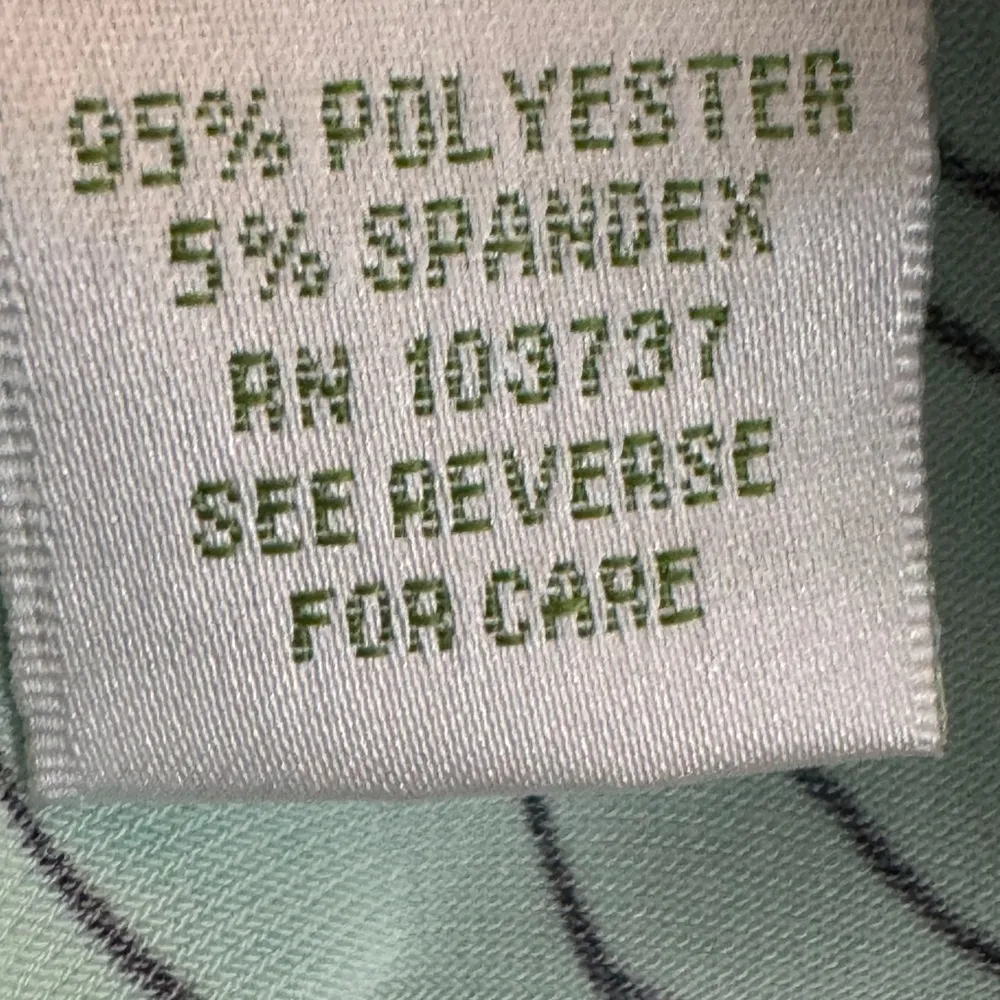 95% POLYESTER
5% SPANDEX
RN 103737
SEE REVERSE
FOR CARE